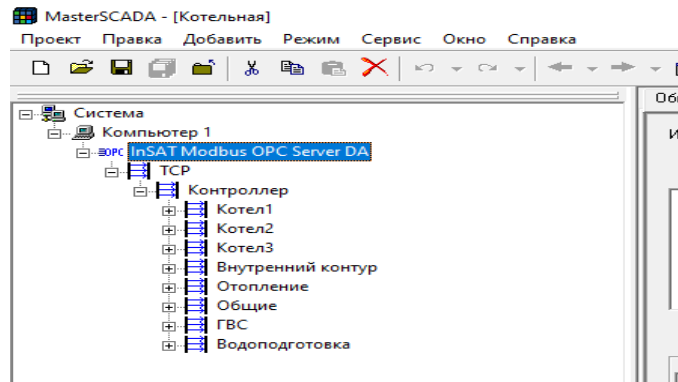 MasterSCADA - [Котельная]
Проект Правка Добавить Режим Сервис Окно Справка
Система
Компьютер 1
OPC InSAT Modbus OPC Server DA
TCP
Контроллер
Котел1
Котел2
Котел3
Внутренний контур
Отопление
Общие
ГВС
Водоподготовка